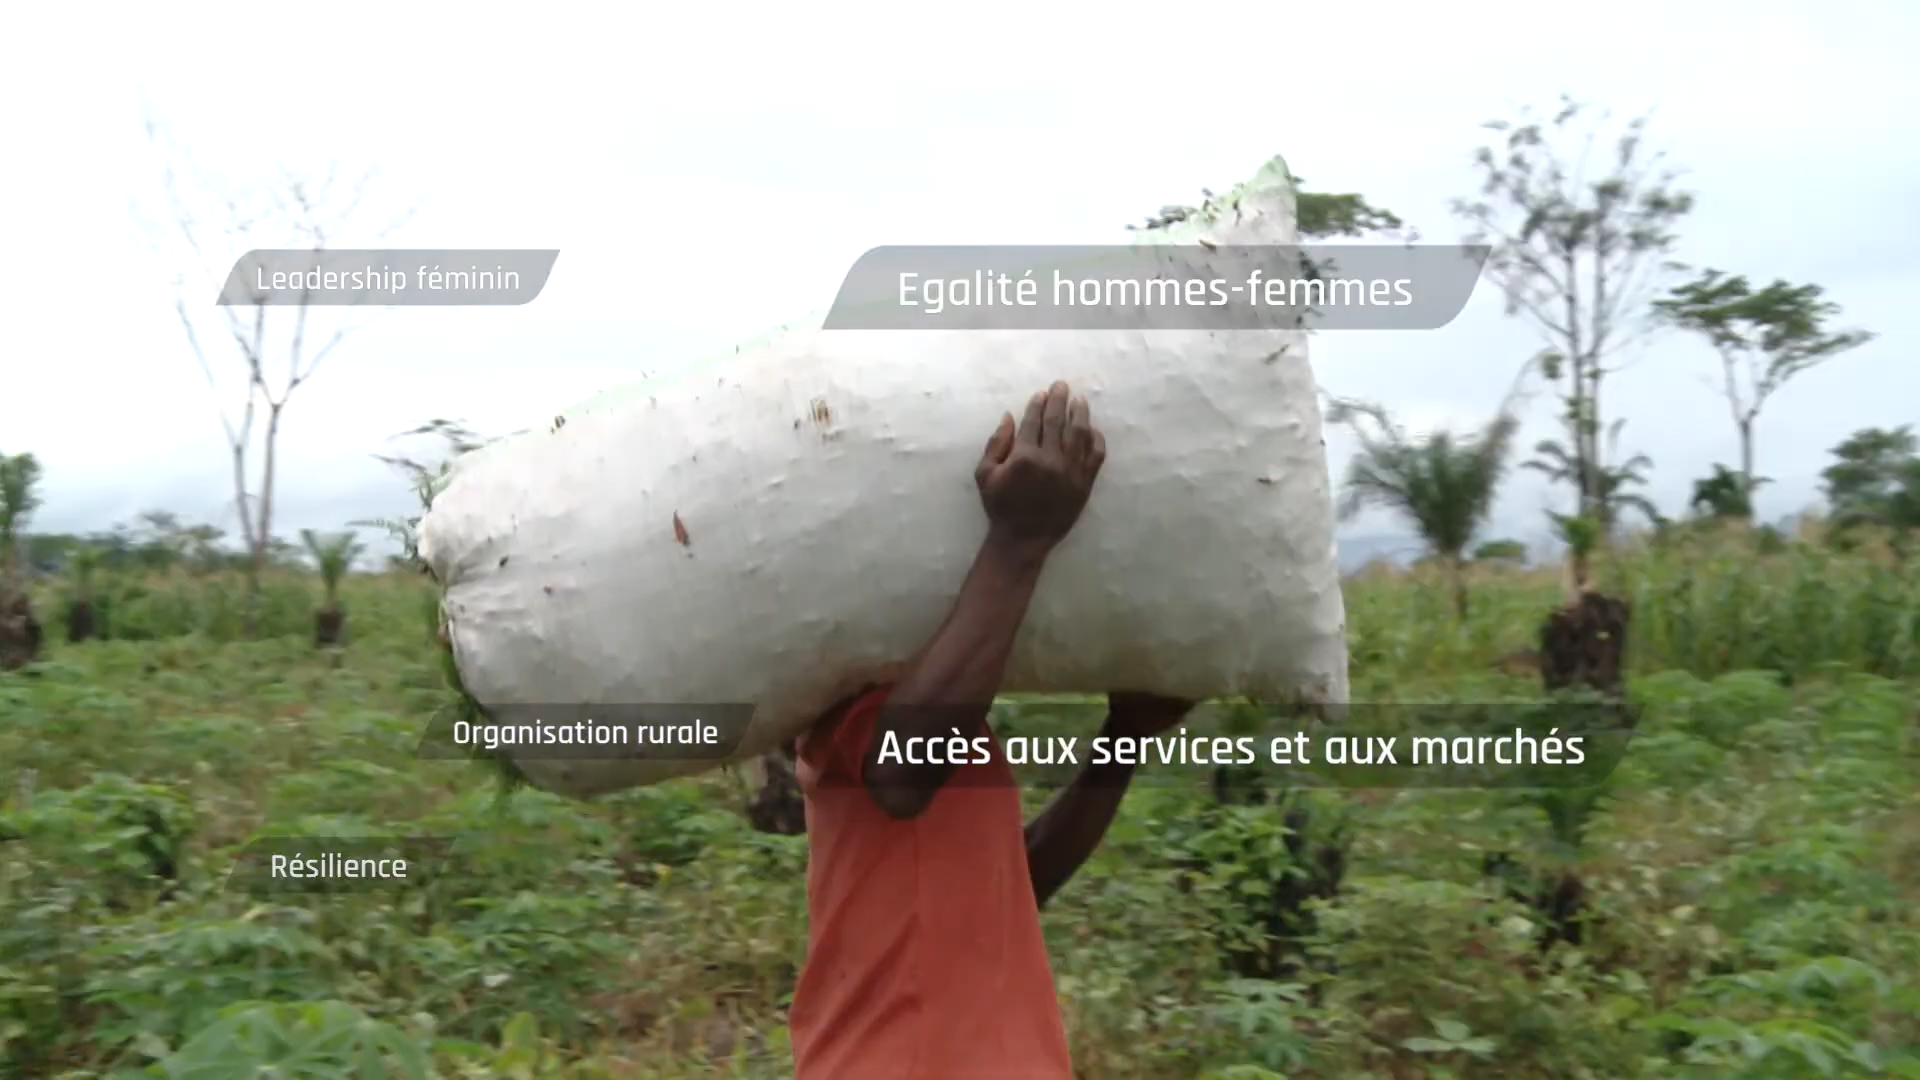 Leadership féminin
Egalité hommes-femmes
Organisation rurale
Accès aux services et aux marchés
Résilience